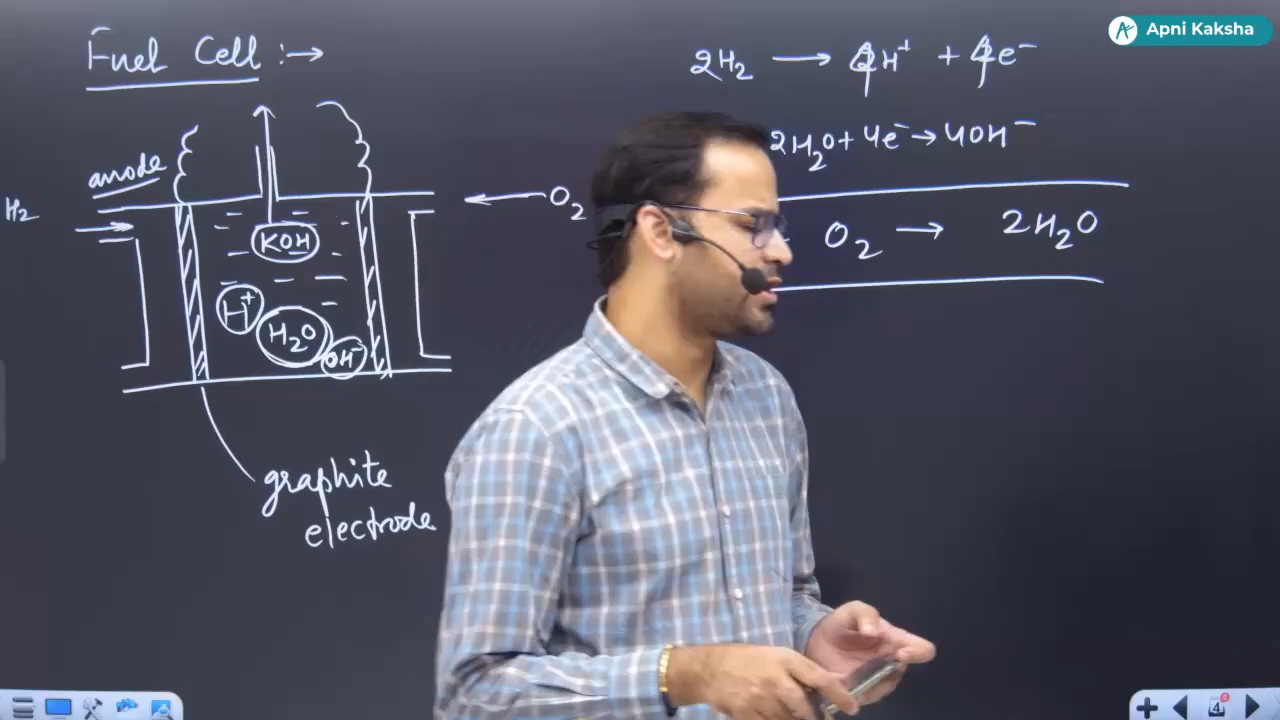 Fuel Cell :→
Apni Kaksha
2H₂ → 4H⁺ + 4e⁻
2H₂O + 4e⁻ → 4OH⁻
anode
H₂
O₂
KOH
O₂ → 2H₂O
H⁺
H₂O
OH⁻
graphite
electrode
4